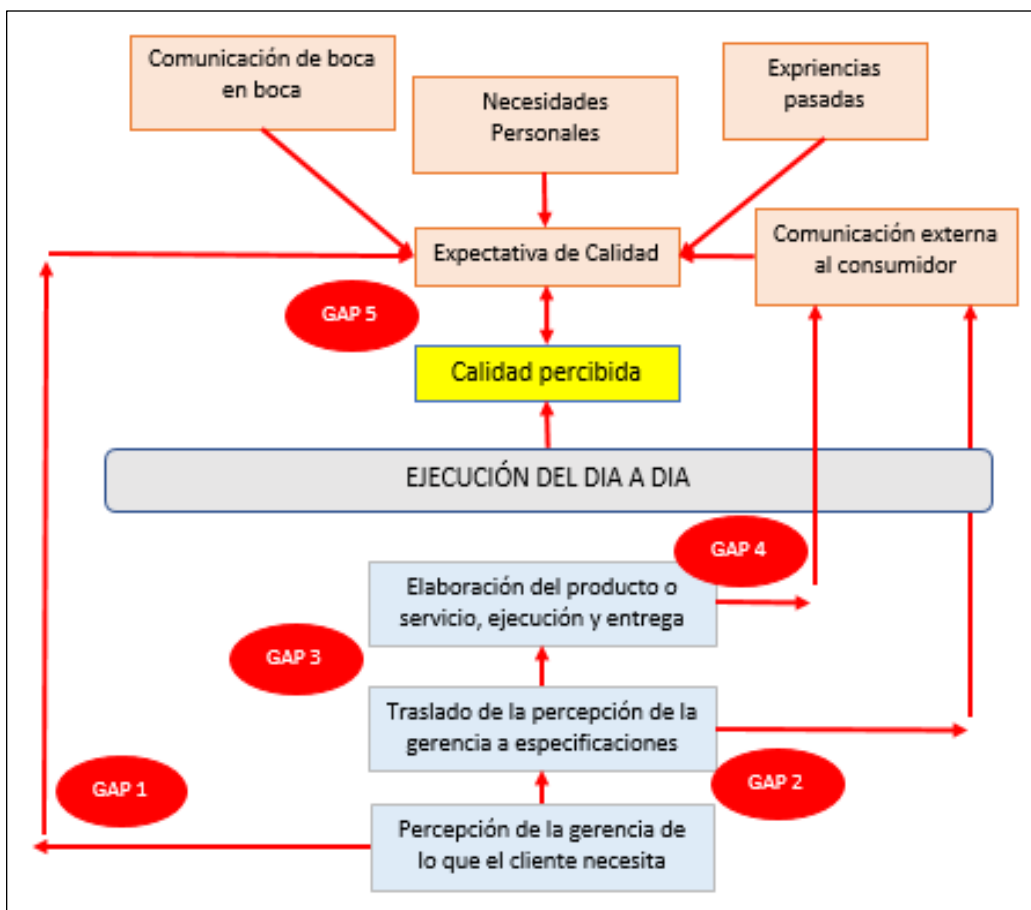 Comunicación de boca
en boca
Necesidades
Personales
Expriencias
pasadas
Expectativa de Calidad
Comunicación externa
al consumidor
GAP 5
Calidad percibida
EJECUCIÓN DEL DIA A DIA
GAP 4
Elaboración del producto o
servicio, ejecución y entrega
GAP 3
Traslado de la percepción de la
gerencia a especificaciones
GAP 1
GAP 2
Percepción de la gerencia de
lo que el cliente necesita